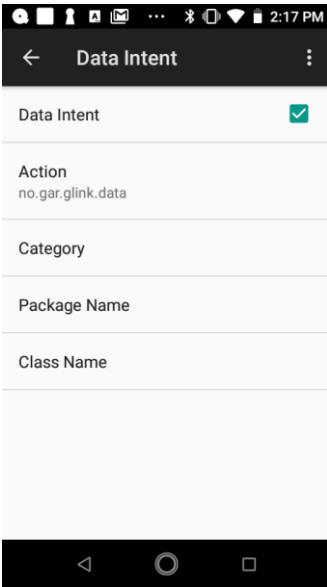 2:17 PM
Data Intent
Data Intent
Action
no.gar.glink.data
Category
Package Name
Class Name